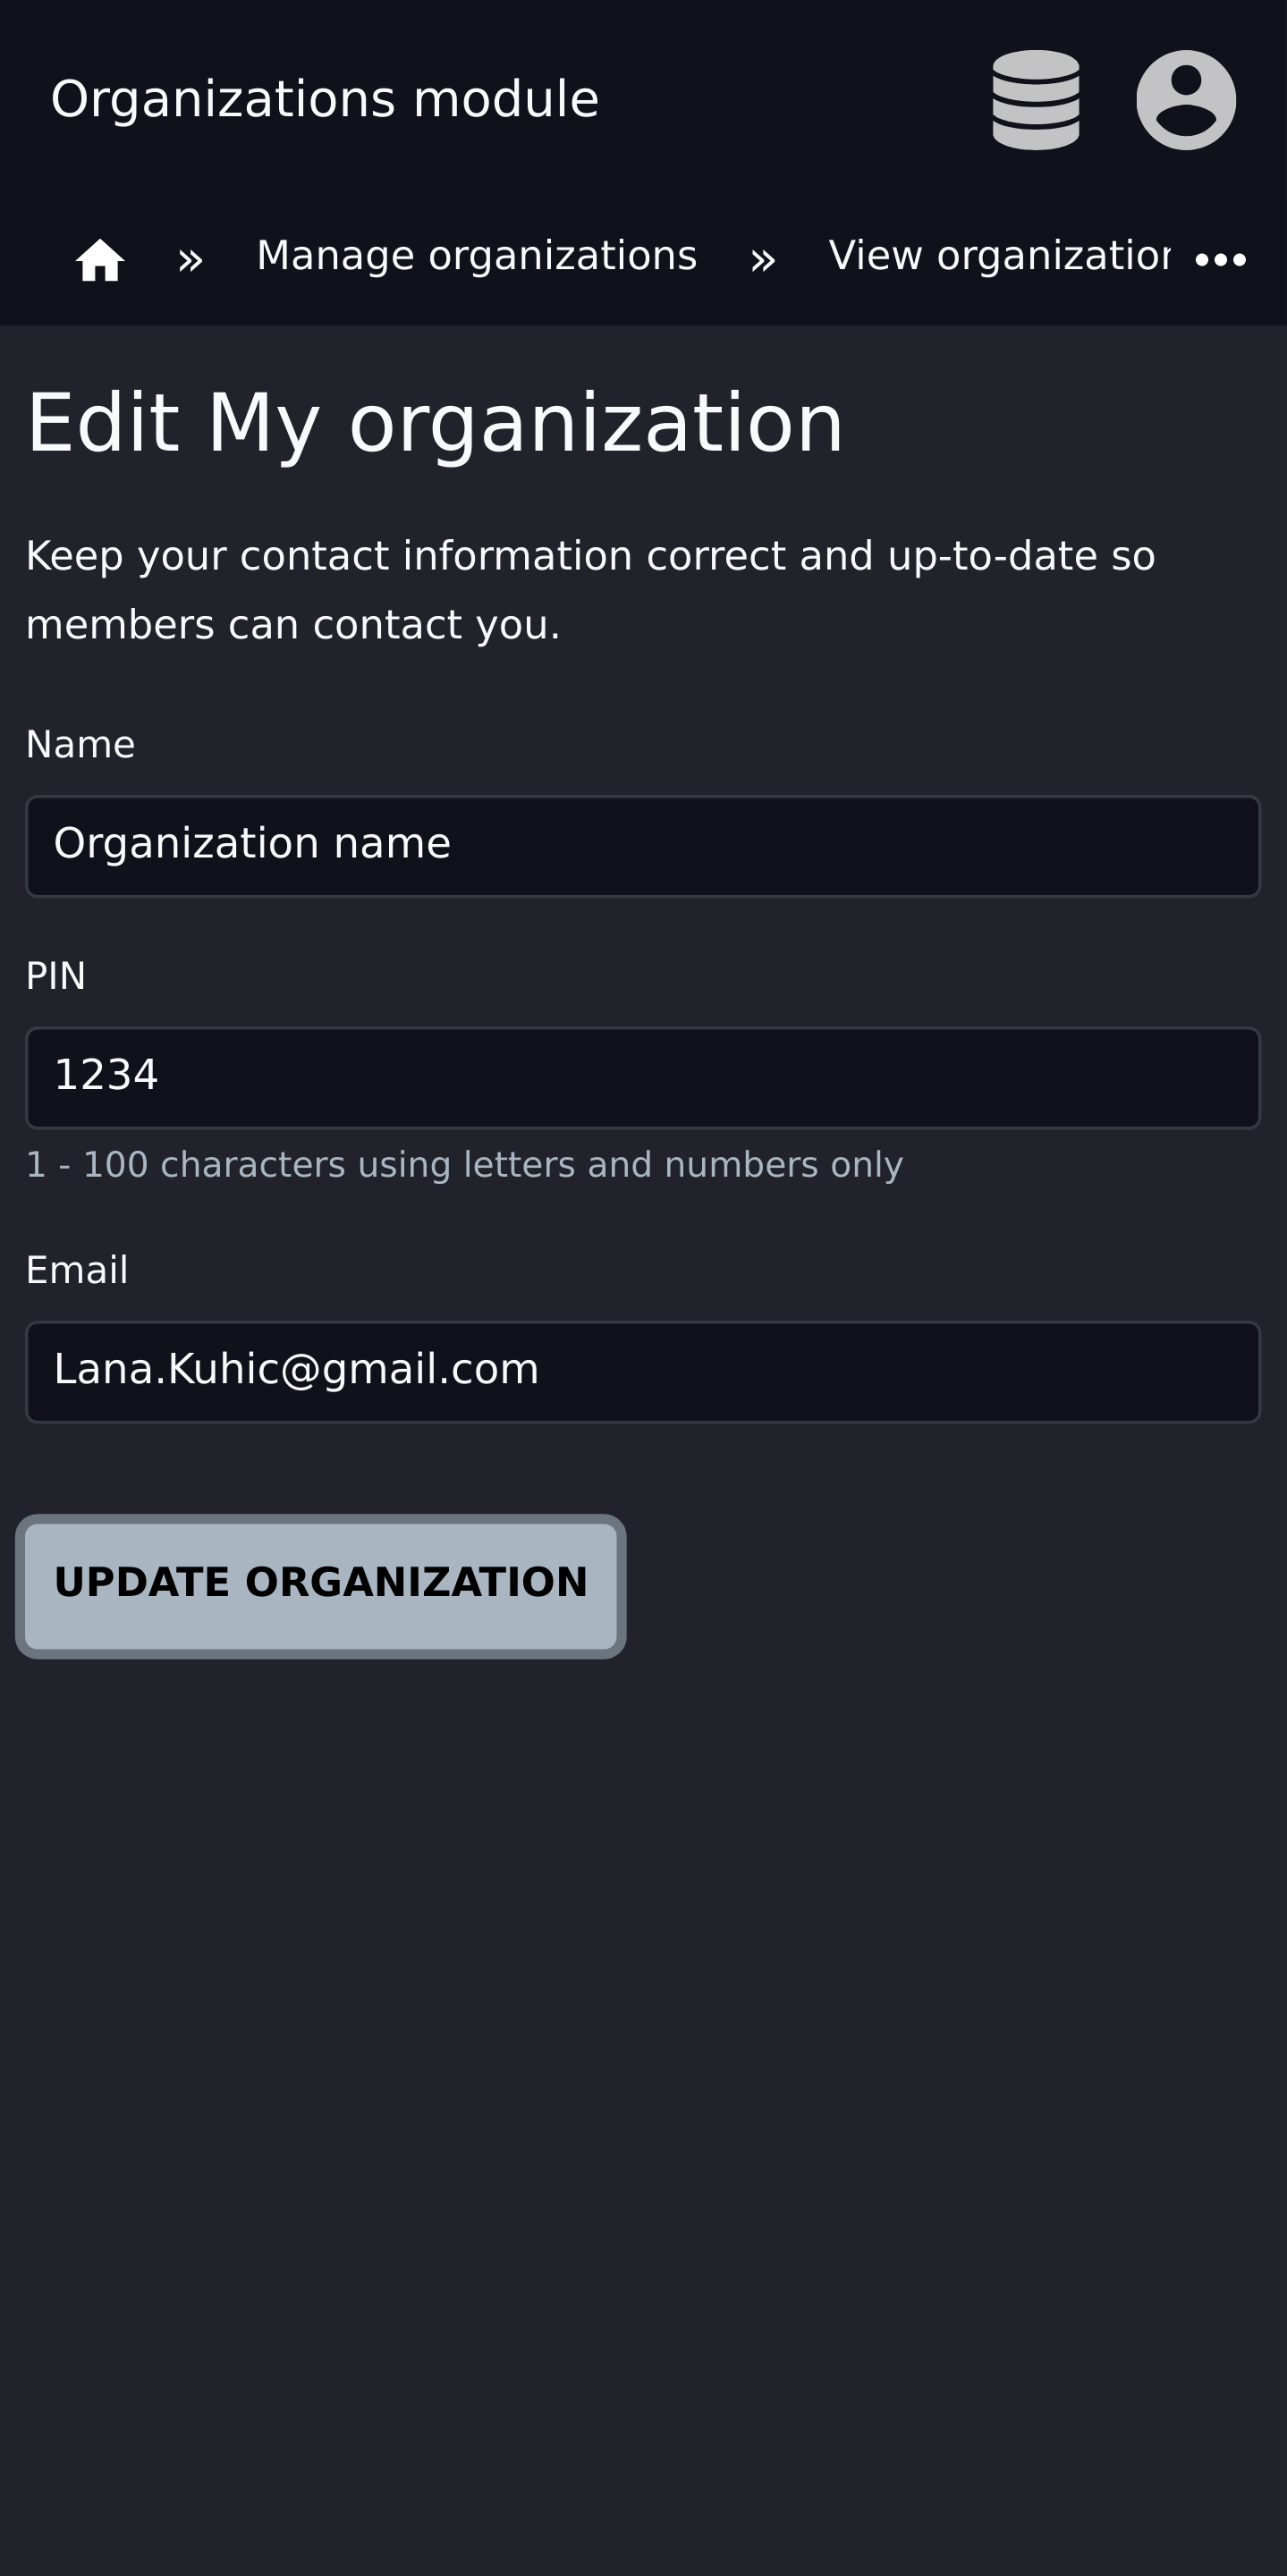 Organizations module
» Manage organizations » View organization
Edit My organization
Keep your contact information correct and up-to-date so
members can contact you.
Name
Organization name
PIN
1234
1 - 100 characters using letters and numbers only
Email
Lana.Kuhic@gmail.com
UPDATE ORGANIZATION